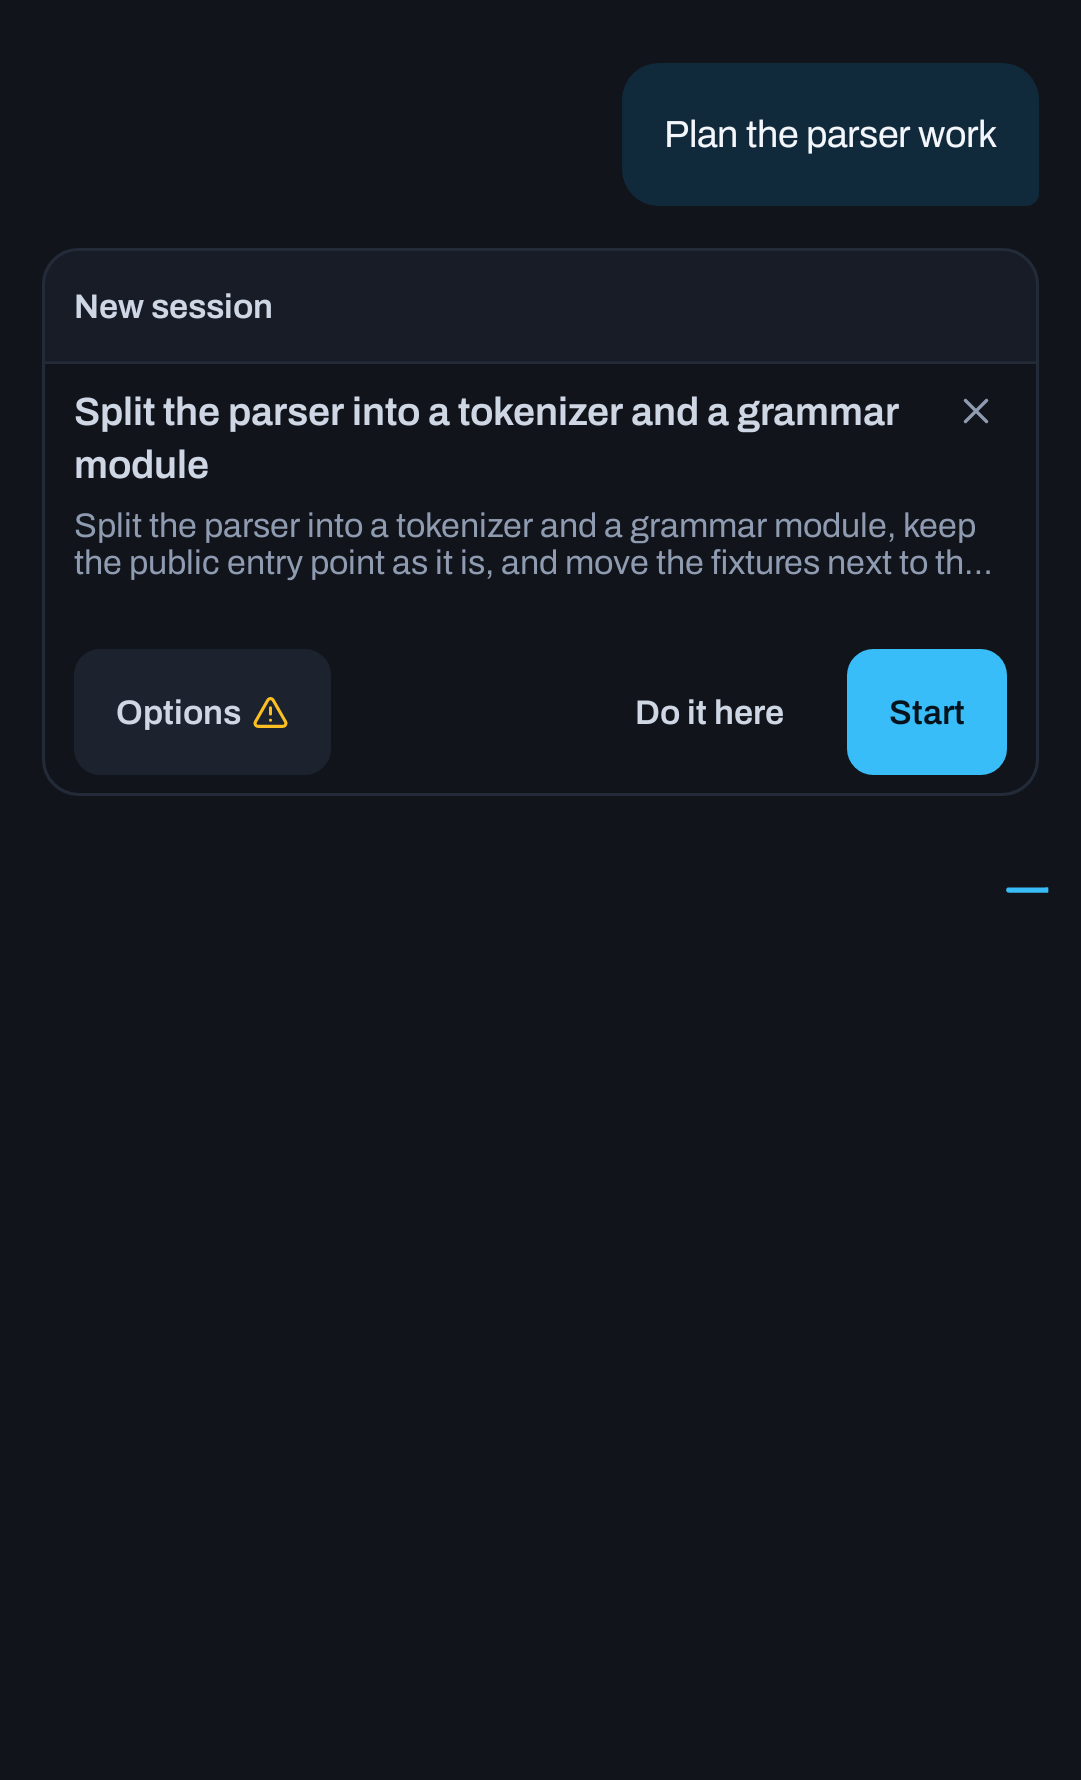 Plan the parser work
New session
Split the parser into a tokenizer and a grammar
module
Split the parser into a tokenizer and a grammar module, keep
the public entry point as it is, and move the fixtures next to th...
Options
Do it here
Start